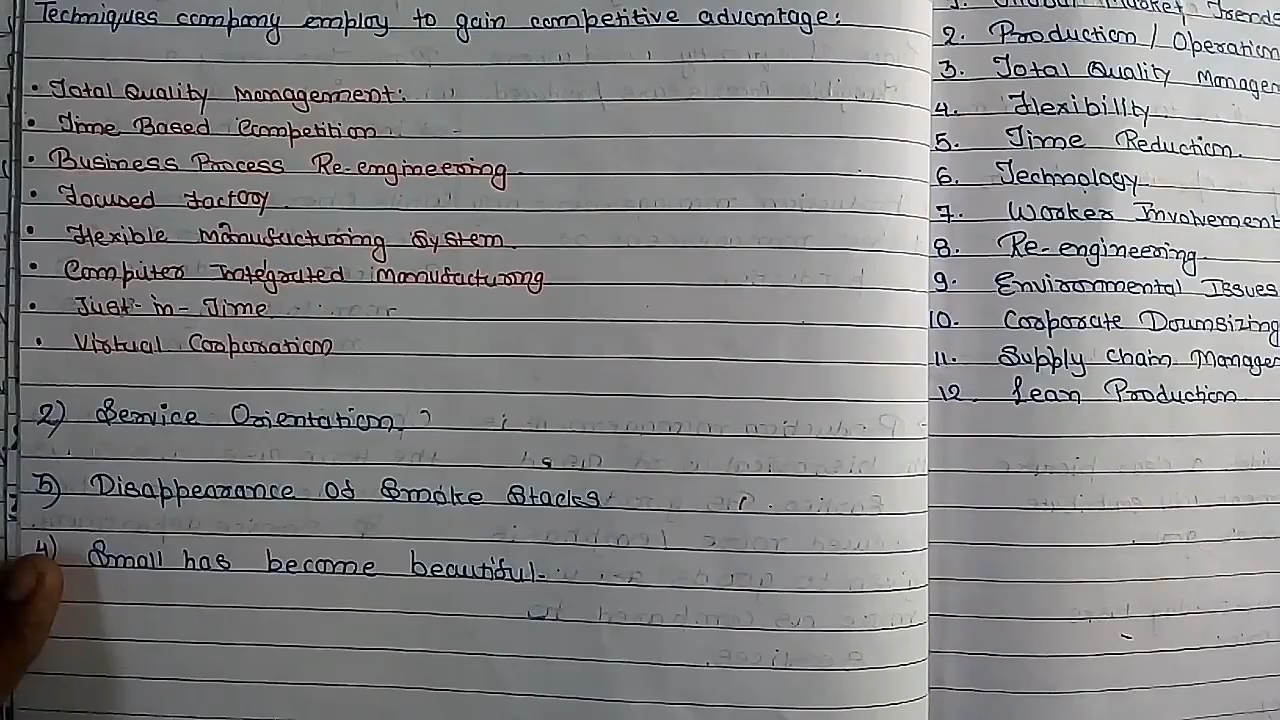 Techniques company employ to gain competitive advantage:
• Total Quality Management:
• Time Based Competition
• Business Process Re-engineering
• Focused factory
• Flexible manufacturing System
• Computer Integrated manufacturing
• Just-in-Time
• Virtual Corporation
2) Service Orientation
3) Disappearance of Smoke Stacks
4) Small has become beautiful-
Market Trends
2. Production / Operation
3. Total Quality Manager
4. Flexibility
5. Time Reduction.
6. Technology
7. Worker Involvement
8. Re-engineering
9. Environmental Issues
10. Corporate Downsizing
11. Supply Chain Manage
12. Lean Production